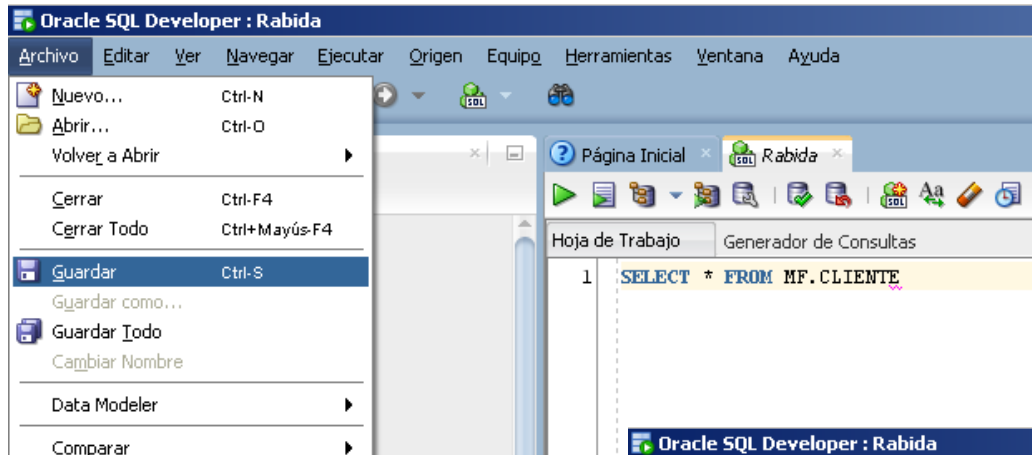 Oracle SQL Developer : Rabida
Archivo Editar Ver Navegar Ejecutar Origen Equipo Herramientas Ventana Ayuda
Nuevo... Ctrl-N
Abrir... Ctrl-O
Volver a Abrir
Cerrar Ctrl-F4
Cerrar Todo Ctrl+Mayús-F4
Guardar Ctrl-S
Guardar como...
Guardar Todo
Cambiar Nombre
Data Modeler
Comparar
SQL
Página Inicial Rabida
Hoja de Trabajo Generador de Consultas
1 SELECT * FROM MF.CLIENTE
Oracle SQL Developer : Rabida